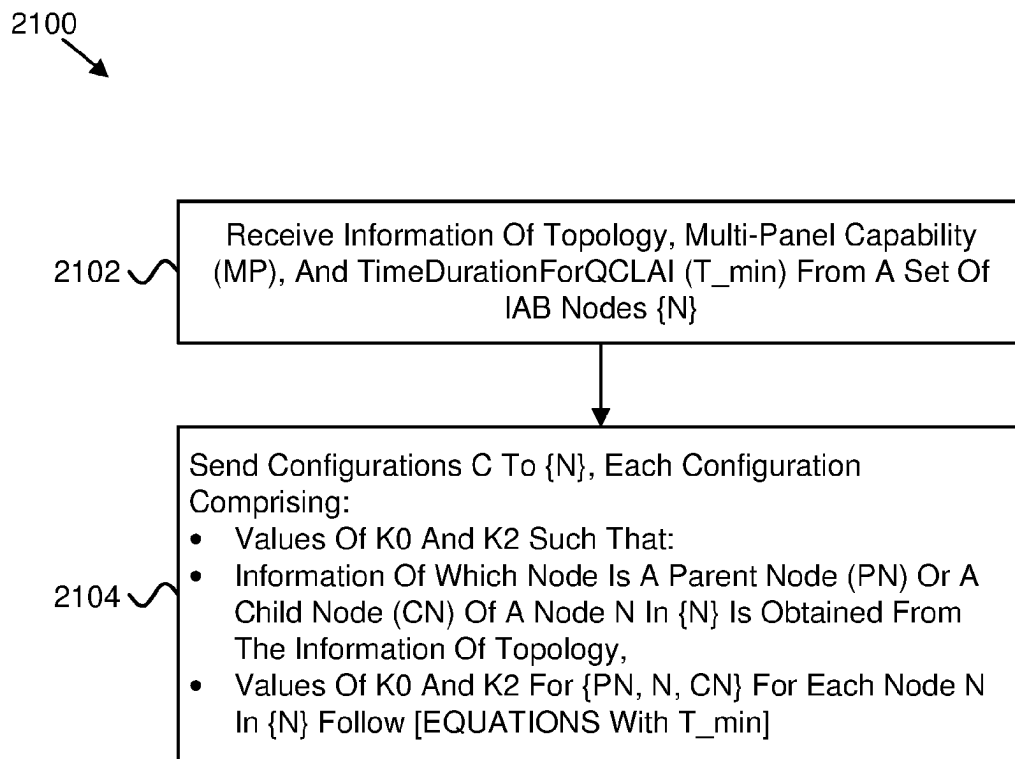 2100
2102
Receive Information Of Topology, Multi-Panel Capability
(MP), And TimeDurationForQCLAI (T_min) From A Set Of
IAB Nodes {N}
2104
Send Configurations C To {N}, Each Configuration
Comprising:
• Values Of K0 And K2 Such That:
• Information Of Which Node Is A Parent Node (PN) Or A
Child Node (CN) Of A Node N In {N} Is Obtained From
The Information Of Topology,
• Values Of K0 And K2 For {PN, N, CN} For Each Node N
In {N} Follow [EQUATIONS With T_min]